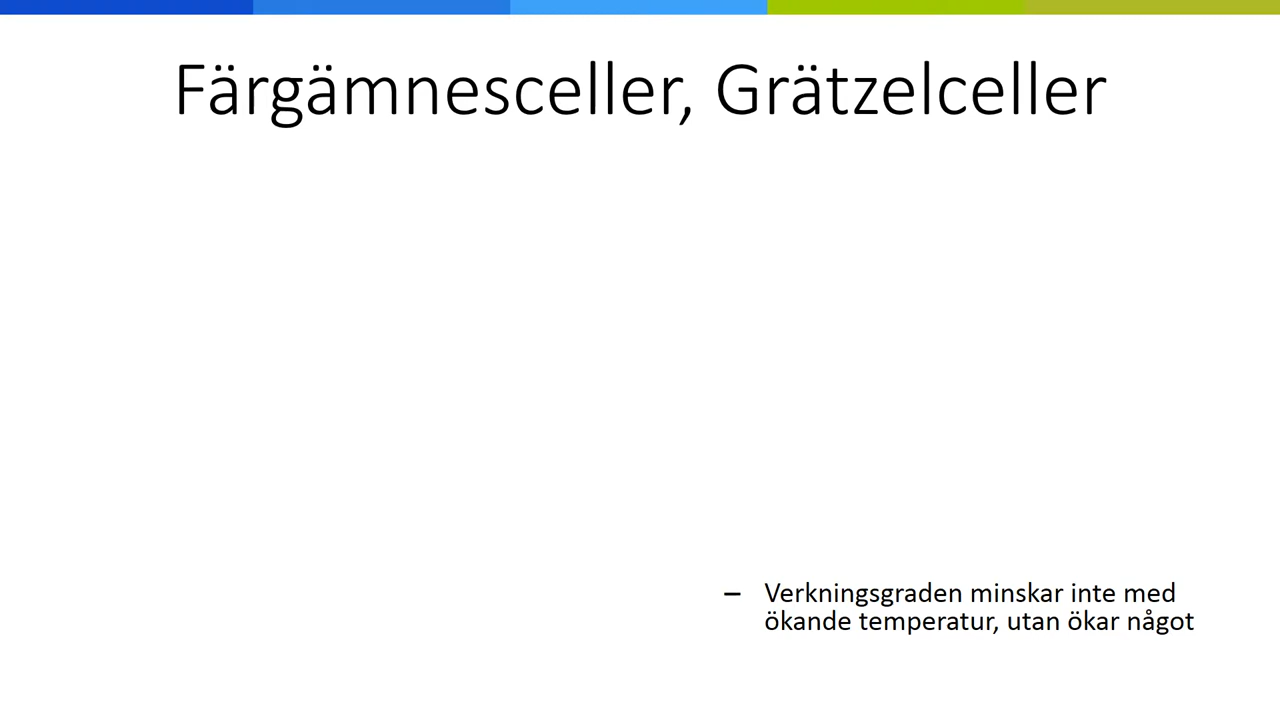 Färgämnesceller, Grätzelceller
– Verkningsgraden minskar inte med
ökande temperatur, utan ökar något